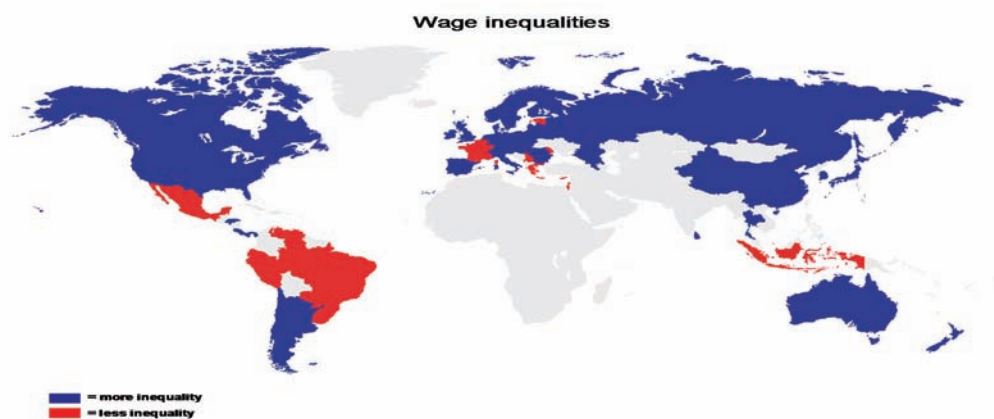 Wage inequalities
= more inequality
= less inequality